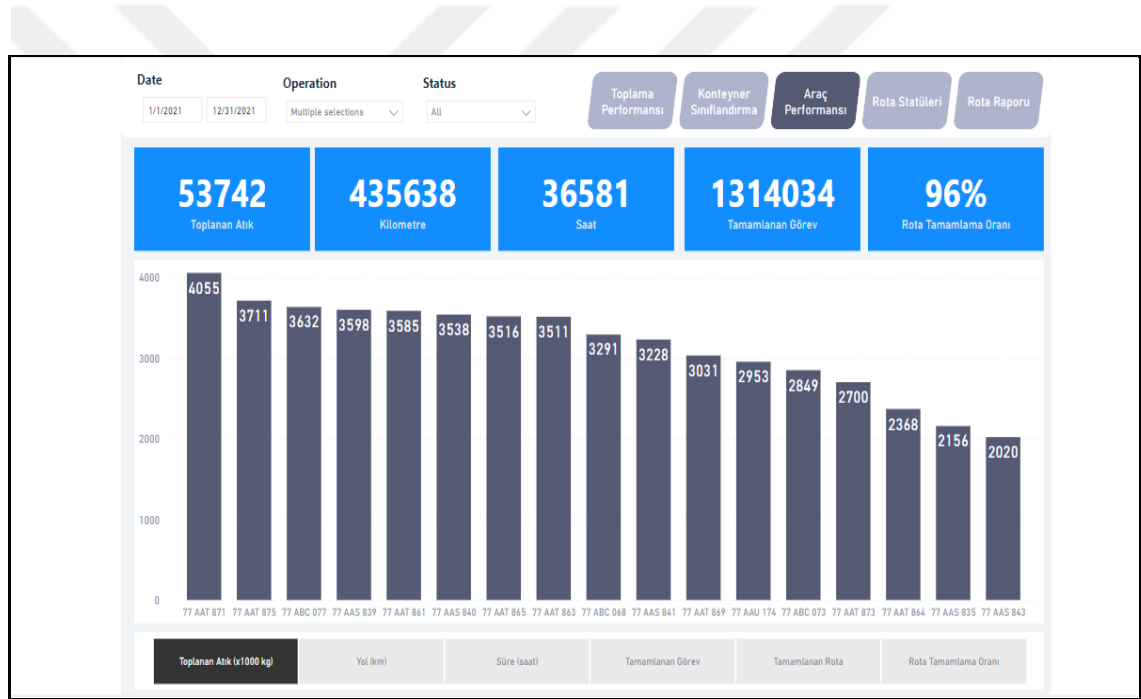 Date
Operation
Status
1/1/2021
12/31/2021
Multiple selections
All
Toplama
Performansı
Konteyner
Sınıflandırma
Araç
Performansı
Rota Statüleri
Rota Raporu
53742
Toplanan Atık
435638
Kilometre
36581
Saat
1314034
Tamamlanan Görev
96%
Rota Tamamlama Oranı
4000
3000
2000
1000
0
4055
3711
3632
3598
3585
3538
3516
3511
3291
3228
3031
2953
2849
2700
2368
2156
2020
77 AAT 871
77 AAT 875
77 ABC 077
77 AAS 839
77 AAT 861
77 AAS 840
77 AAT 865
77 AAT 863
77 ABC 068
77 AAS 841
77 AAT 869
77 AAU 174
77 ABC 073
77 AAT 873
77 AAT 864
77 AAS 835
77 AAS 843
Toplanan Atık (x1000 kg)
Yol (km)
Süre (saat)
Tamamlanan Görev
Tamamlanan Rota
Rota Tamamlama Oranı